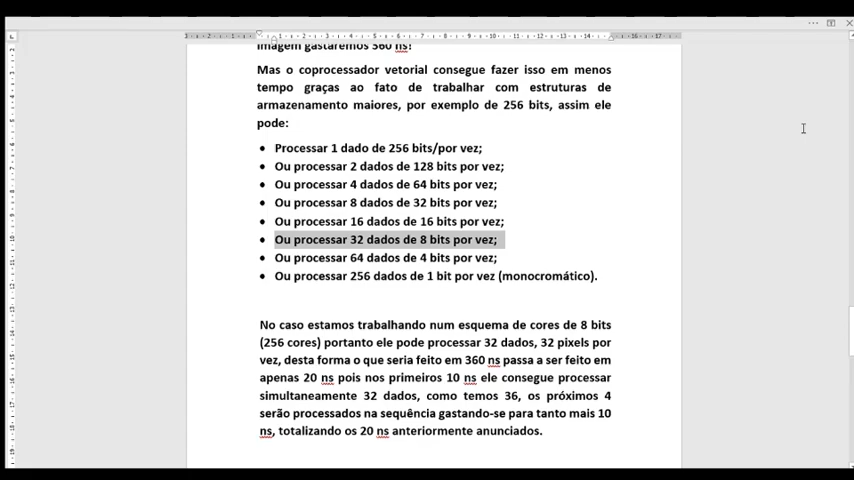 imagem gastaremos 360 ns!
Mas o coprocessador vetorial consegue fazer isso em menos
tempo graças ao fato de trabalhar com estruturas de
armazenamento maiores, por exemplo de 256 bits, assim ele
pode:
• Processar 1 dado de 256 bits/por vez;
• Ou processar 2 dados de 128 bits por vez;
• Ou processar 4 dados de 64 bits por vez;
• Ou processar 8 dados de 32 bits por vez;
• Ou processar 16 dados de 16 bits por vez;
• Ou processar 32 dados de 8 bits por vez;
• Ou processar 64 dados de 4 bits por vez;
• Ou processar 256 dados de 1 bit por vez (monocromático).
No caso estamos trabalhando num esquema de cores de 8 bits
(256 cores) portanto ele pode processar 32 dados, 32 pixels por
vez, desta forma o que seria feito em 360 ns passa a ser feito em
apenas 20 ns pois nos primeiros 10 ns ele consegue processar
simultaneamente 32 dados, como temos 36, os próximos 4
serão processados na sequência gastando-se para tanto mais 10
ns, totalizando os 20 ns anteriormente anunciados.